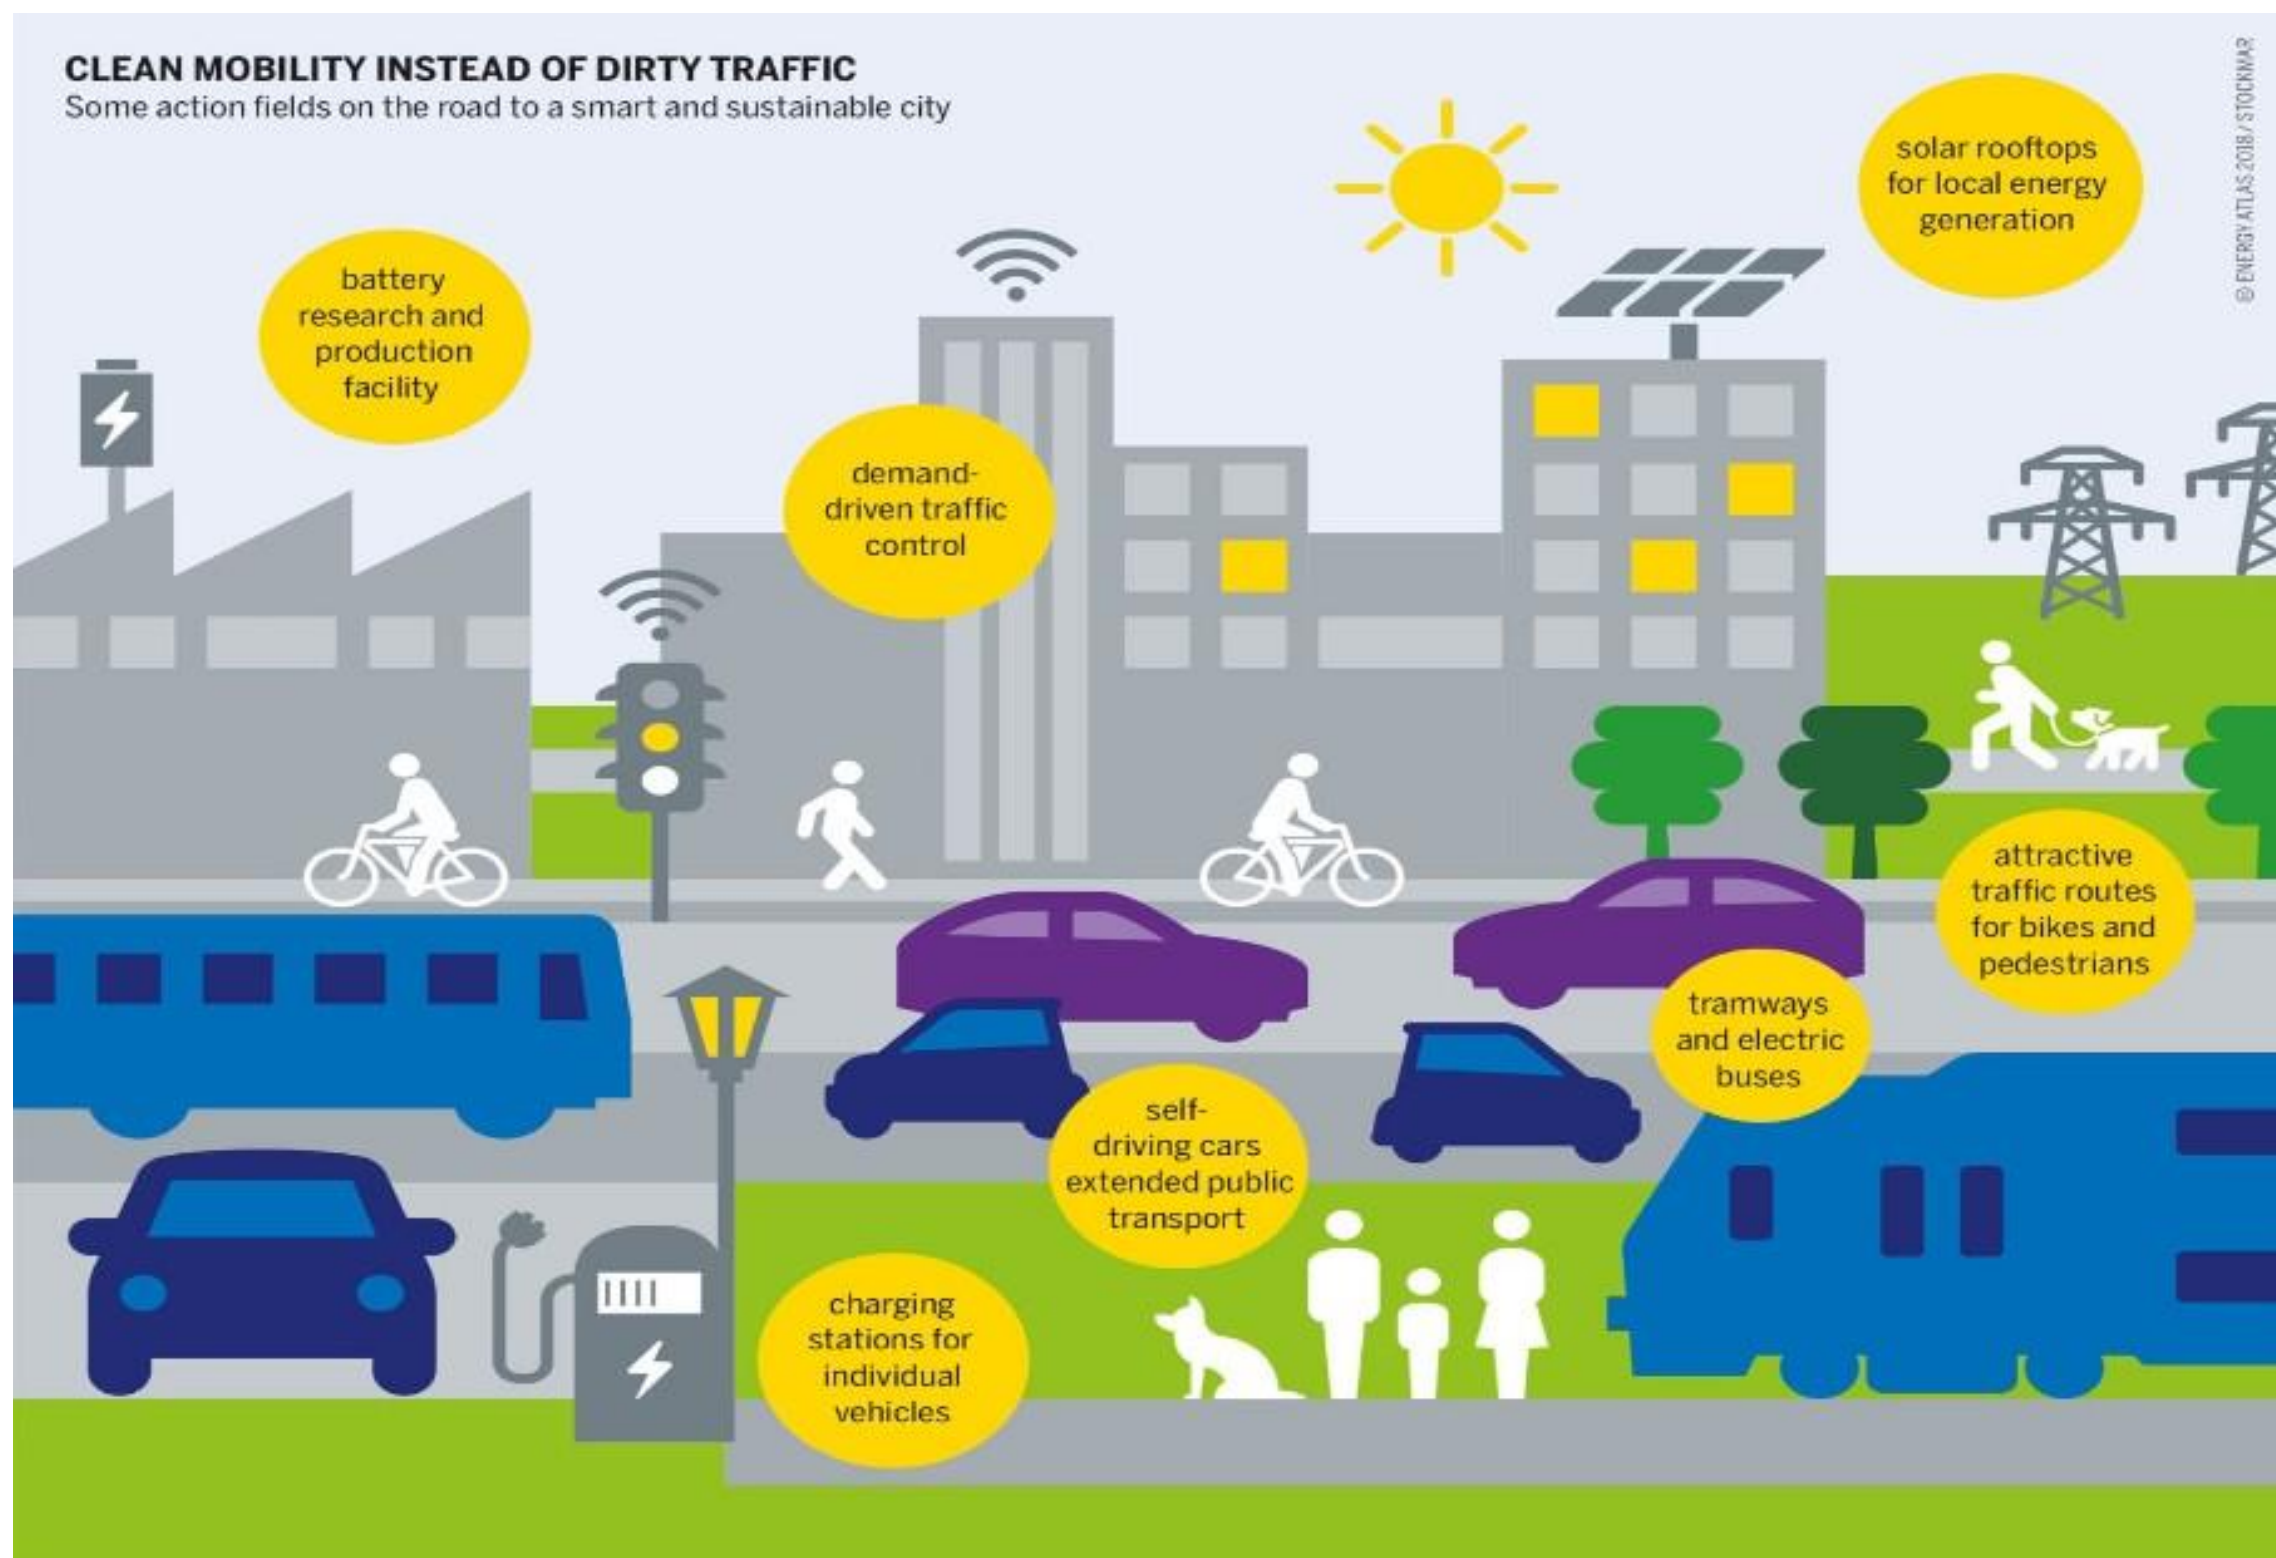 CLEAN MOBILITY INSTEAD OF DIRTY TRAFFIC
Some action fields on the road to a smart and sustainable city
© ENERGY ATLAS 2018 / STOCKMAR
solar rooftops
for local energy
generation
battery
research and
production
facility
demand-
driven traffic
control
attractive
traffic routes
for bikes and
pedestrians
tramways
and electric
buses
self-
driving cars
extended public
transport
charging
stations for
individual
vehicles